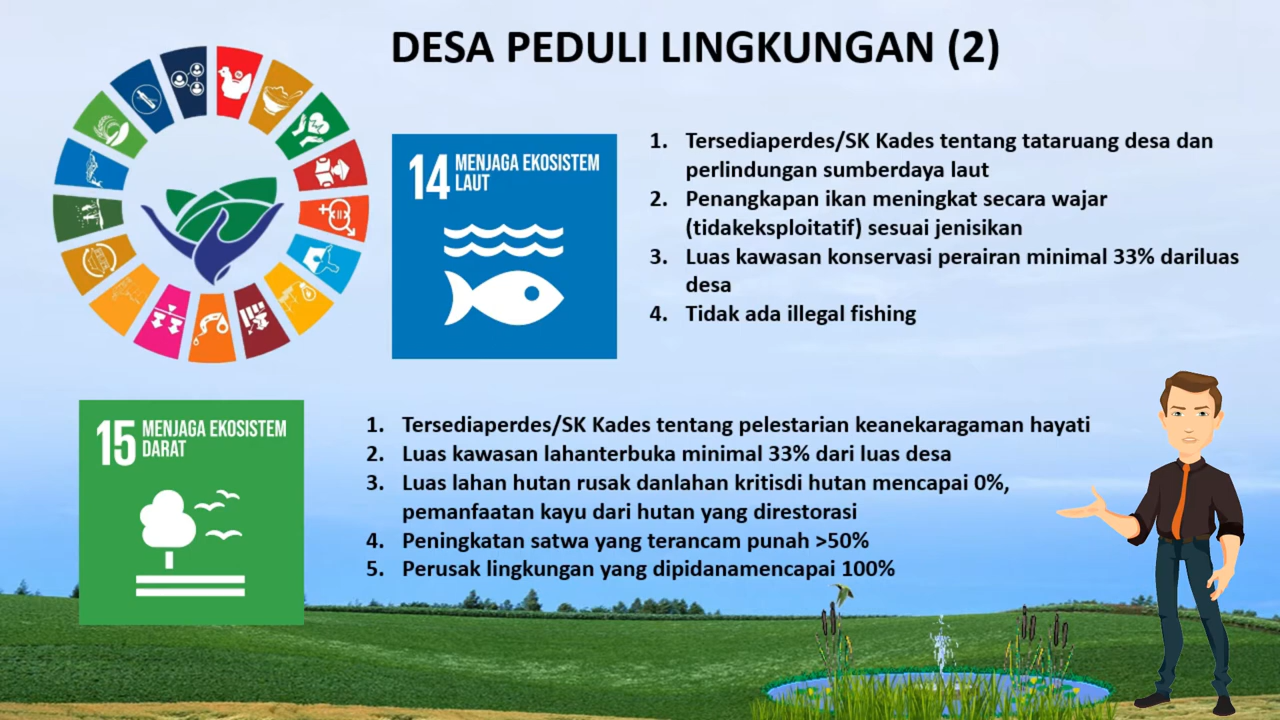 DESA PEDULI LINGKUNGAN (2)
14 MENJAGA EKOSISTEM
LAUT
1. Tersediaperdes/SK Kades tentang tataruang desa dan
perlindungan sumberdaya laut
2. Penangkapan ikan meningkat secara wajar
(tidakeksploitatif) sesuai jenisikan
3. Luas kawasan konservasi perairan minimal 33% dariluas
desa
4. Tidak ada illegal fishing
15 MENJAGA EKOSISTEM
DARAT
1. Tersediaperdes/SK Kades tentang pelestarian keanekaragaman hayati
2. Luas kawasan lahanterbuka minimal 33% dari luas desa
3. Luas lahan hutan rusak danlahan kritisdi hutan mencapai 0%,
pemanfaatan kayu dari hutan yang direstorasi
4. Peningkatan satwa yang terancam punah >50%
5. Perusak lingkungan yang dipidanamencapai 100%